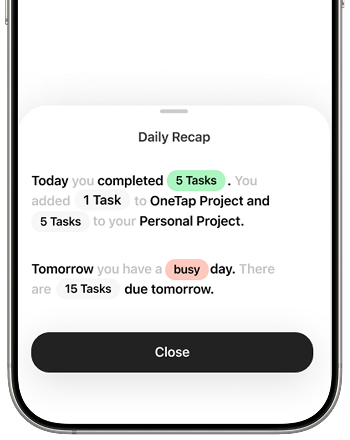 Daily Recap
Today you completed 5 Tasks . You
added 1 Task to OneTap Project and
5 Tasks to your Personal Project.
Tomorrow you have a busy day. There
are 15 Tasks due tomorrow.
Close